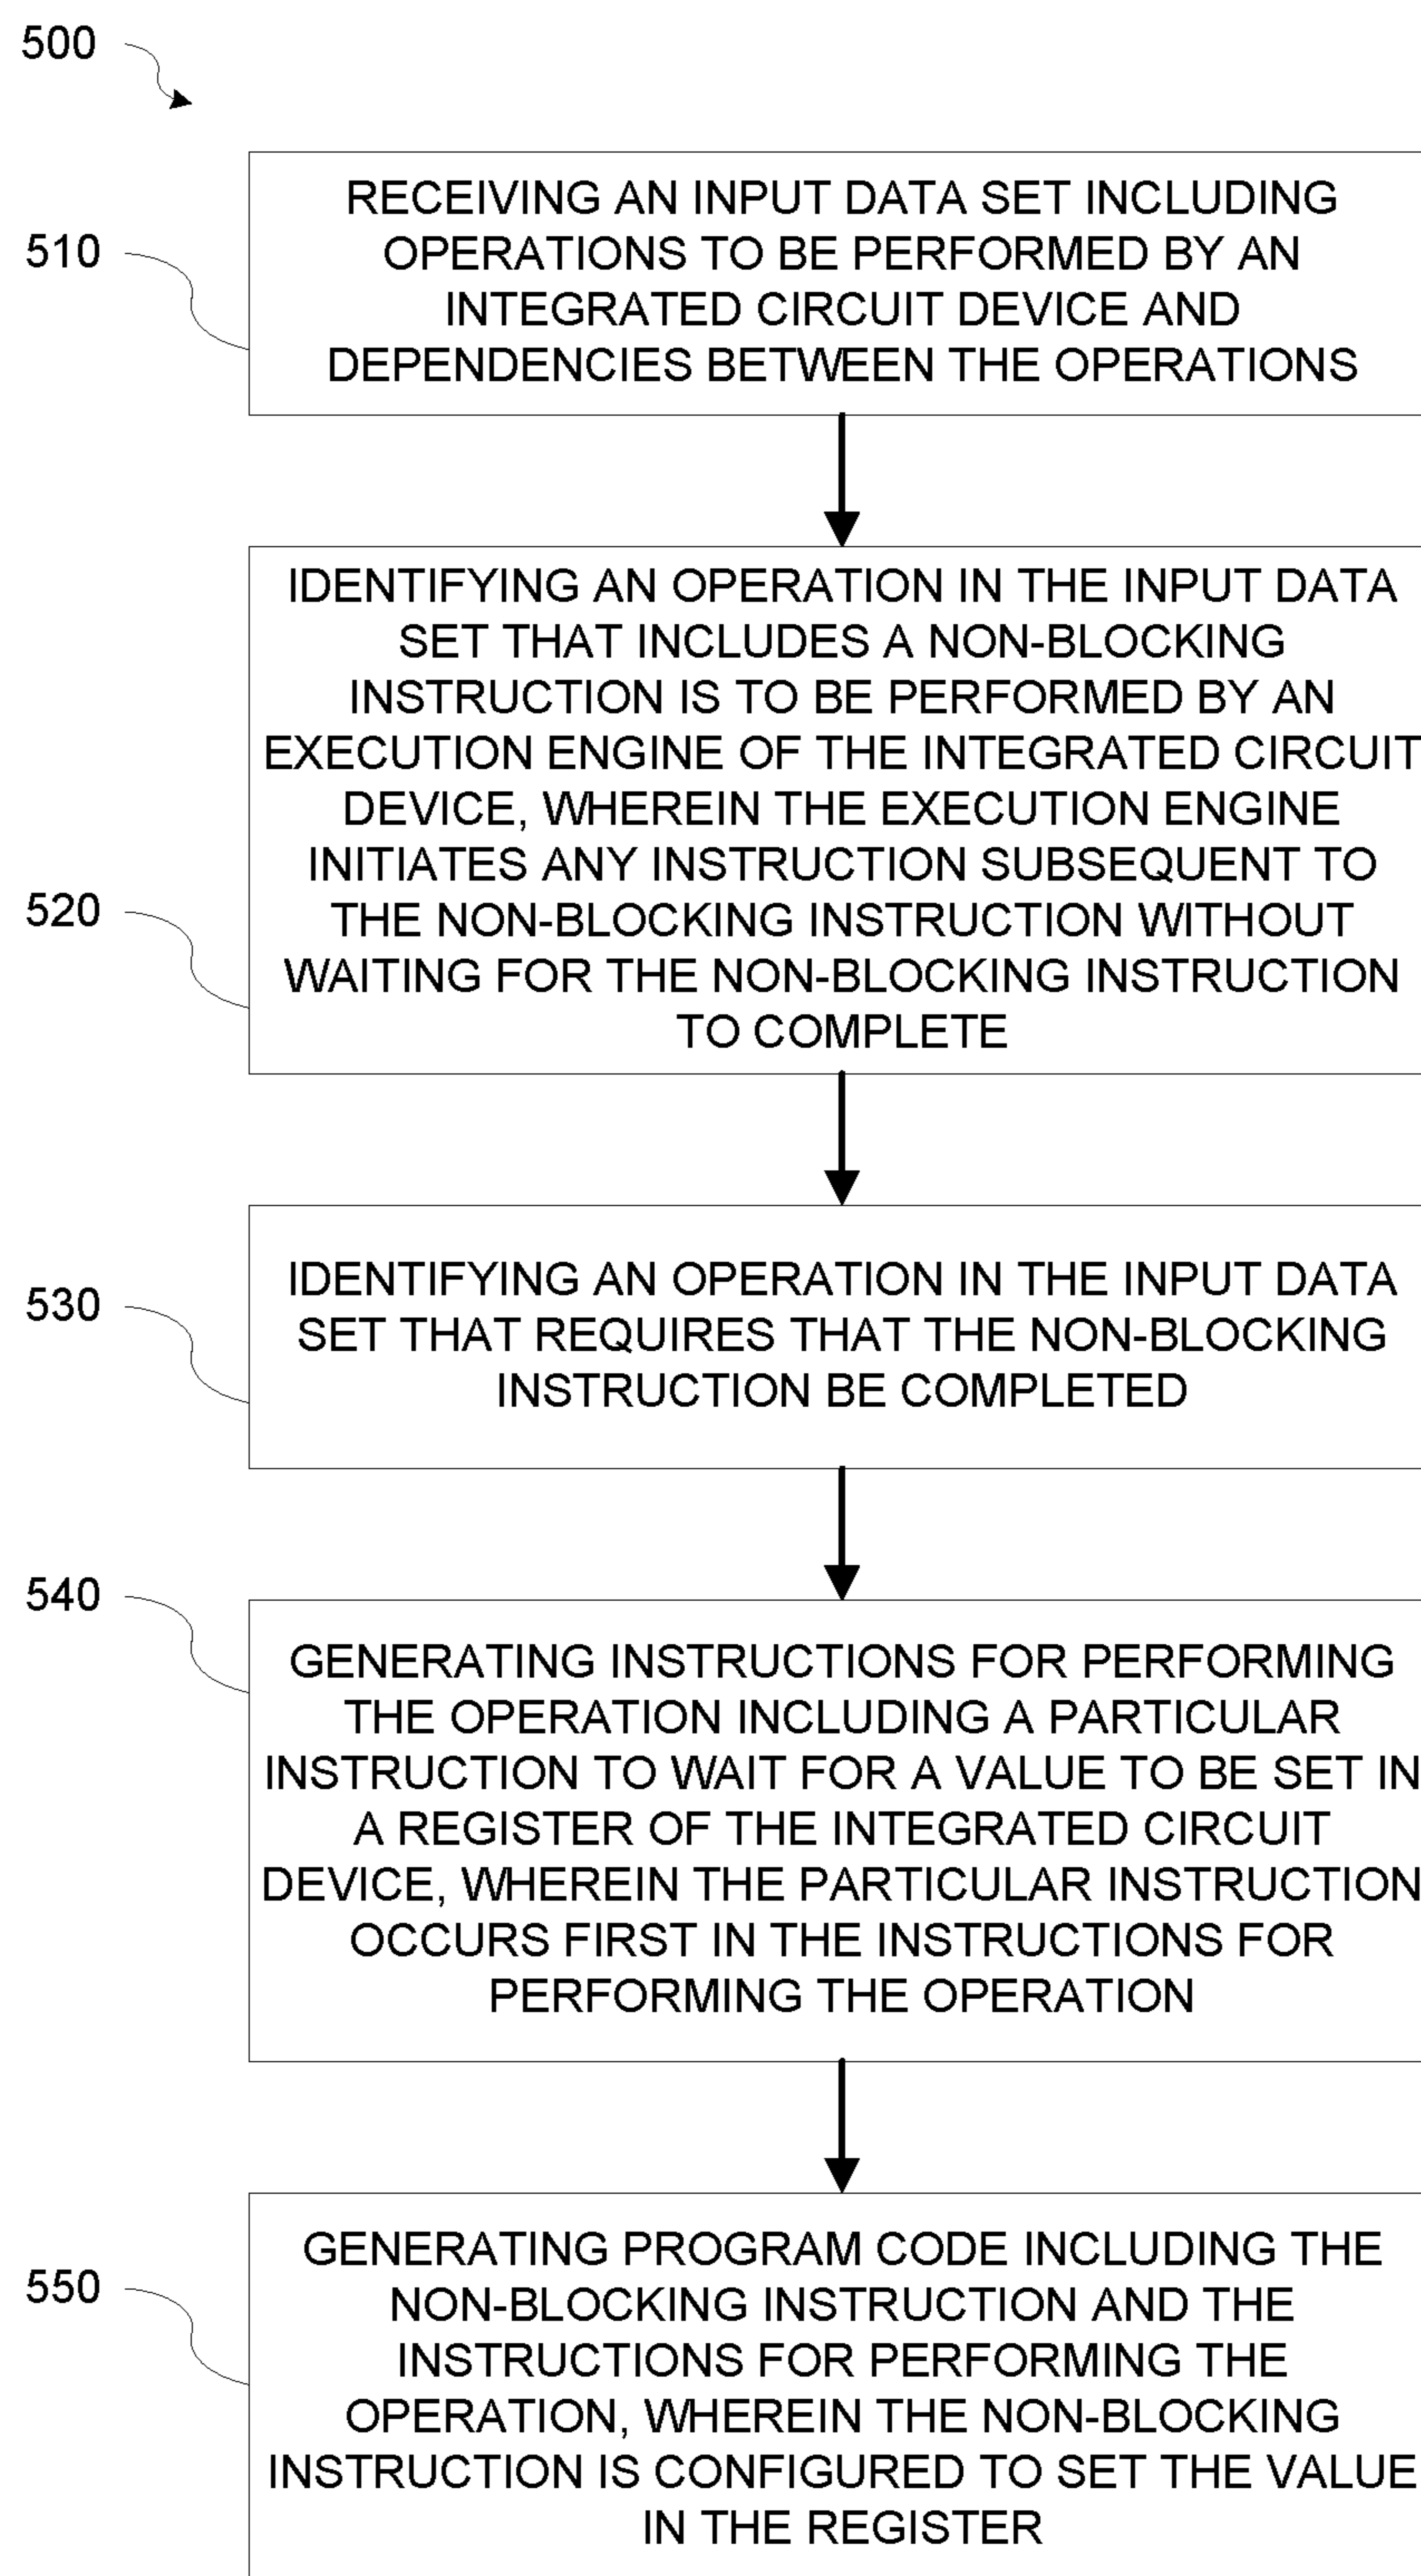 500
510
RECEIVING AN INPUT DATA SET INCLUDING
OPERATIONS TO BE PERFORMED BY AN
INTEGRATED CIRCUIT DEVICE AND
DEPENDENCIES BETWEEN THE OPERATIONS
520
IDENTIFYING AN OPERATION IN THE INPUT DATA
SET THAT INCLUDES A NON-BLOCKING
INSTRUCTION IS TO BE PERFORMED BY AN
EXECUTION ENGINE OF THE INTEGRATED CIRCUIT
DEVICE, WHEREIN THE EXECUTION ENGINE
INITIATES ANY INSTRUCTION SUBSEQUENT TO
THE NON-BLOCKING INSTRUCTION WITHOUT
WAITING FOR THE NON-BLOCKING INSTRUCTION
TO COMPLETE
530
IDENTIFYING AN OPERATION IN THE INPUT DATA
SET THAT REQUIRES THAT THE NON-BLOCKING
INSTRUCTION BE COMPLETED
540
GENERATING INSTRUCTIONS FOR PERFORMING
THE OPERATION INCLUDING A PARTICULAR
INSTRUCTION TO WAIT FOR A VALUE TO BE SET IN
A REGISTER OF THE INTEGRATED CIRCUIT
DEVICE, WHEREIN THE PARTICULAR INSTRUCTION
OCCURS FIRST IN THE INSTRUCTIONS FOR
PERFORMING THE OPERATION
550
GENERATING PROGRAM CODE INCLUDING THE
NON-BLOCKING INSTRUCTION AND THE
INSTRUCTIONS FOR PERFORMING THE
OPERATION, WHEREIN THE NON-BLOCKING
INSTRUCTION IS CONFIGURED TO SET THE VALUE
IN THE REGISTER